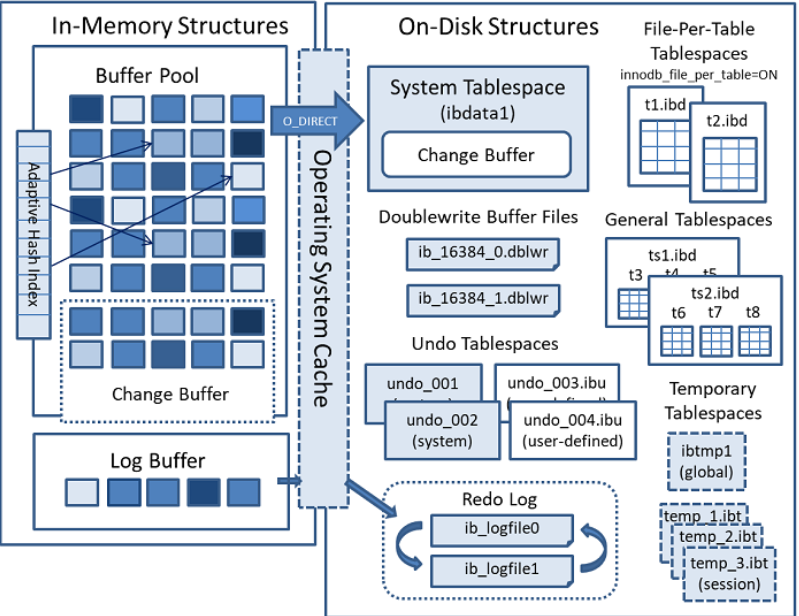 In-Memory Structures
Buffer Pool
Adaptive Hash Index
Change Buffer
Log Buffer
Operating System Cache
O_DIRECT
On-Disk Structures
System Tablespace
(ibdata1)
Change Buffer
Doublewrite Buffer Files
ib_16384_0.dblwr
ib_16384_1.dblwr
Undo Tablespaces
undo_001
undo_002
(system)
undo_003.ibu
undo_004.ibu
(user-defined)
Redo Log
ib_logfile0
ib_logfile1
File-Per-Table
Tablespaces
innodb_file_per_table=ON
t1.ibd
t2.ibd
General Tablespaces
ts1.ibd
t3 t4 t5
ts2.ibd
t6 t7 t8
Temporary
Tablespaces
ibtmp1
(global)
temp_1.ibt
temp_2.ibt
temp_3.ibt
(session)